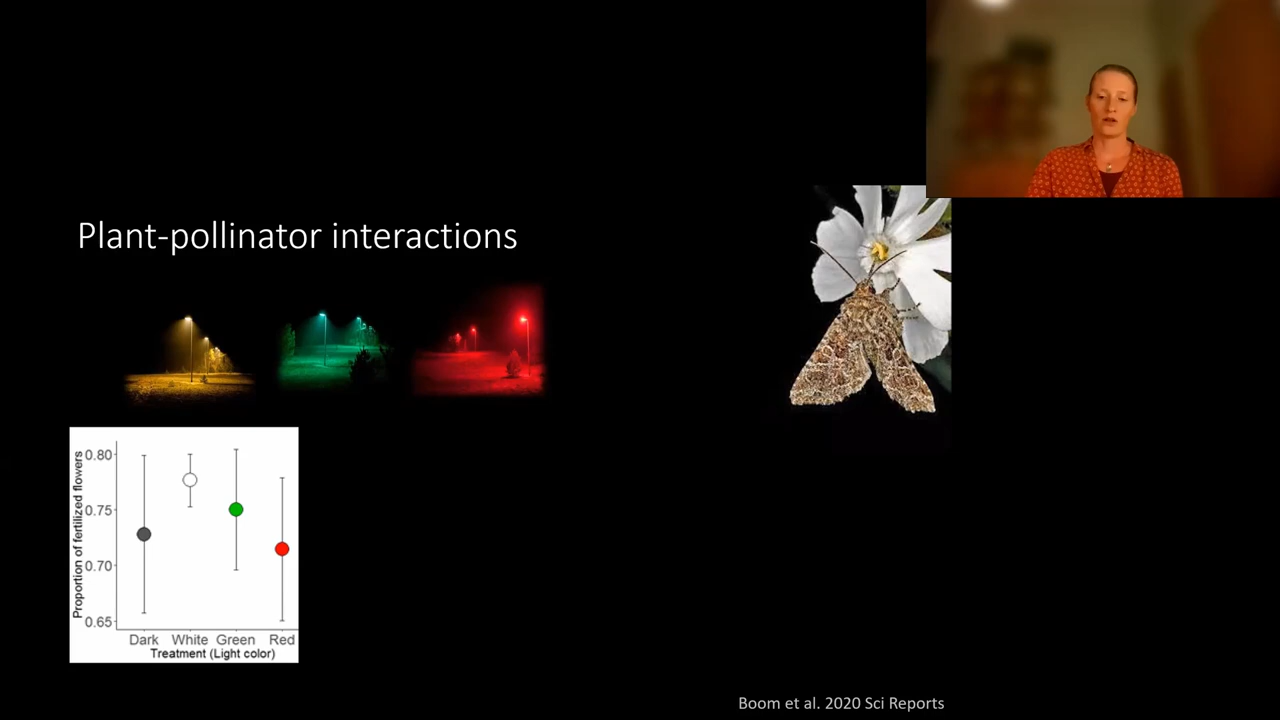 Plant-pollinator interactions
Proportion of fertilized flowers
0.80
0.75
0.70
0.65
Dark White Green Red
Treatment (Light color)
Boom et al. 2020 Sci Reports